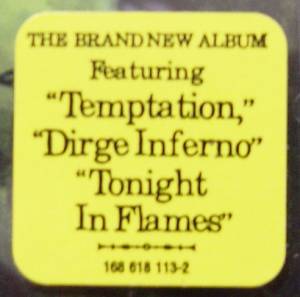 THE BRAND NEW ALBUM
Featuring
“Temptation,”
“Dirge Inferno”
“Tonight
In Flames”
168 618 113-2